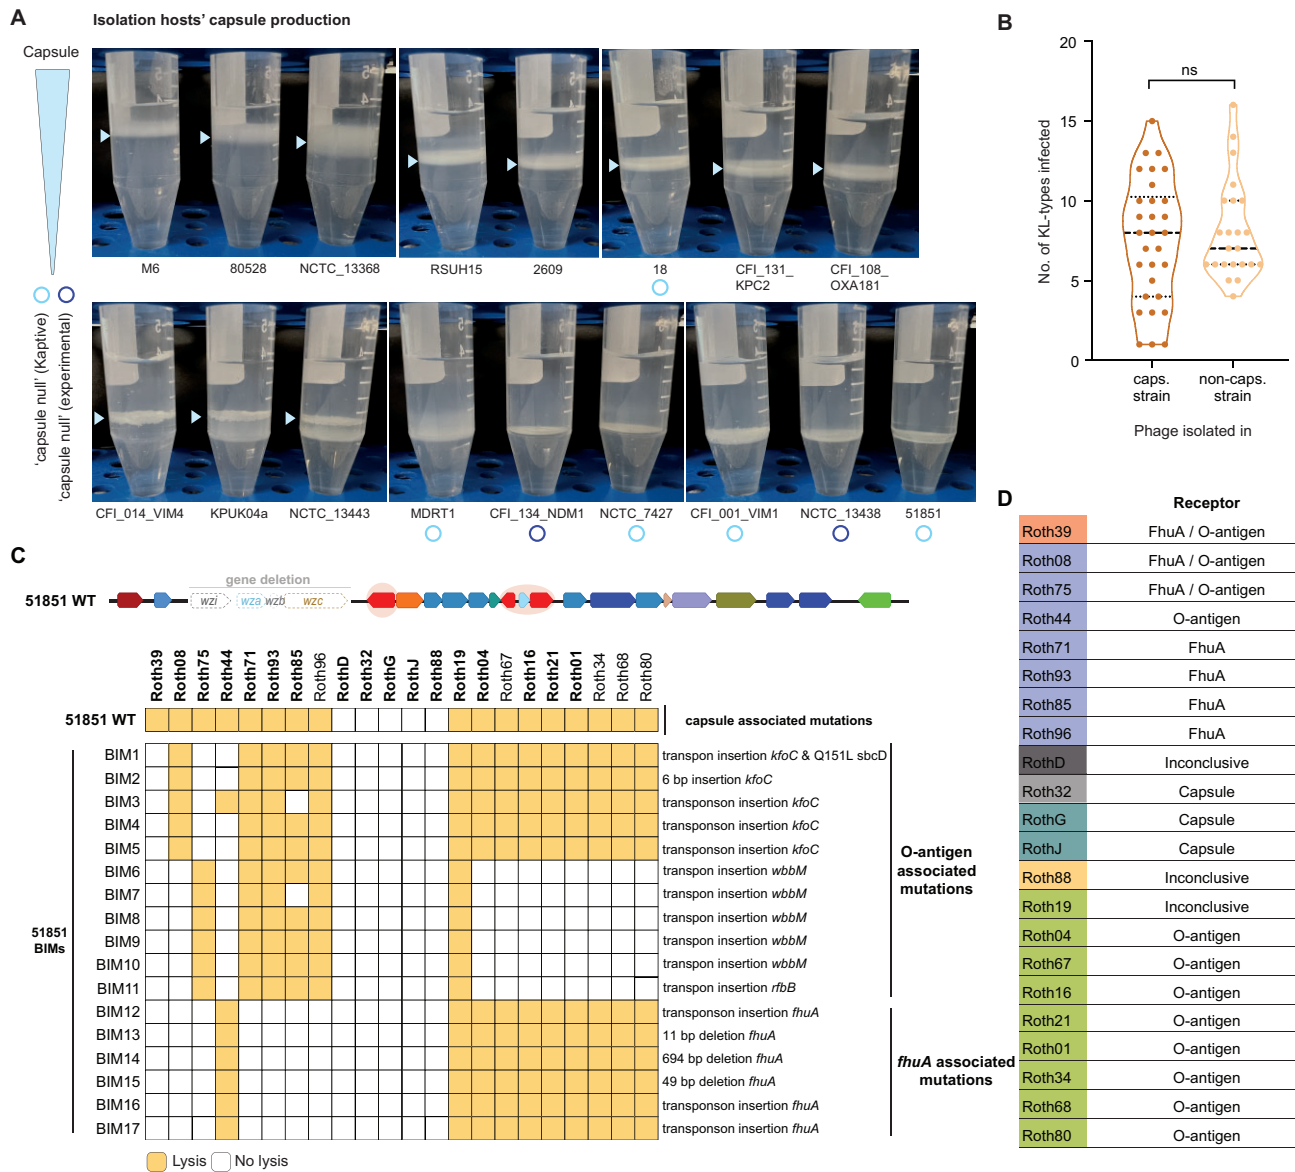 A
Isolation hosts' capsule production
Capsule
M6
80528
NCTC_13368
RSUH15
2609
18
CFI_131_
KPC2
CFI_108_
OXA181
'capsule null' (Kaptive)
'capsule null' (experimental)
CFI_014_VIM4
KPUK04a
NCTC_13443
MDRT1
CFI_134_NDM1
NCTC_7427
CFI_001_VIM1
NCTC_13438
51851
B
ns
No. of KL-types infected
20
15
10
5
0
caps.
strain
non-caps.
strain
Phage isolated in
C
gene deletion
51851 WT
wzi
wza
wzb
wzc
Roth39
Roth08
Roth75
Roth44
Roth71
Roth93
Roth85
Roth96
RothD
Roth32
RothG
RothJ
Roth88
Roth19
Roth04
Roth67
Roth16
Roth21
Roth01
Roth34
Roth68
Roth80
51851 WT
capsule associated mutations
51851
BIMs
BIM1 transpon insertion kfoC & Q151L sbcD
BIM2 6 bp insertion kfoC
BIM3 transponson insertion kfoC
BIM4 transponson insertion kfoC
BIM5 transponson insertion kfoC
BIM6 transpon insertion wbbM
BIM7 transpon insertion wbbM
BIM8 transpon insertion wbbM
BIM9 transpon insertion wbbM
BIM10 transpon insertion wbbM
BIM11 transpon insertion rfbB
BIM12 transponson insertion fhuA
BIM13 11 bp deletion fhuA
BIM14 694 bp deletion fhuA
BIM15 49 bp deletion fhuA
BIM16 transponson insertion fhuA
BIM17 transponson insertion fhuA
O-antigen
associated
mutations
fhuA associated
mutations
Lysis
No lysis
D
Receptor
Roth39 FhuA / O-antigen
Roth08 FhuA / O-antigen
Roth75 FhuA / O-antigen
Roth44 O-antigen
Roth71 FhuA
Roth93 FhuA
Roth85 FhuA
Roth96 FhuA
RothD Inconclusive
Roth32 Capsule
RothG Capsule
RothJ Capsule
Roth88 Inconclusive
Roth19 Inconclusive
Roth04 O-antigen
Roth67 O-antigen
Roth16 O-antigen
Roth21 O-antigen
Roth01 O-antigen
Roth34 O-antigen
Roth68 O-antigen
Roth80 O-antigen